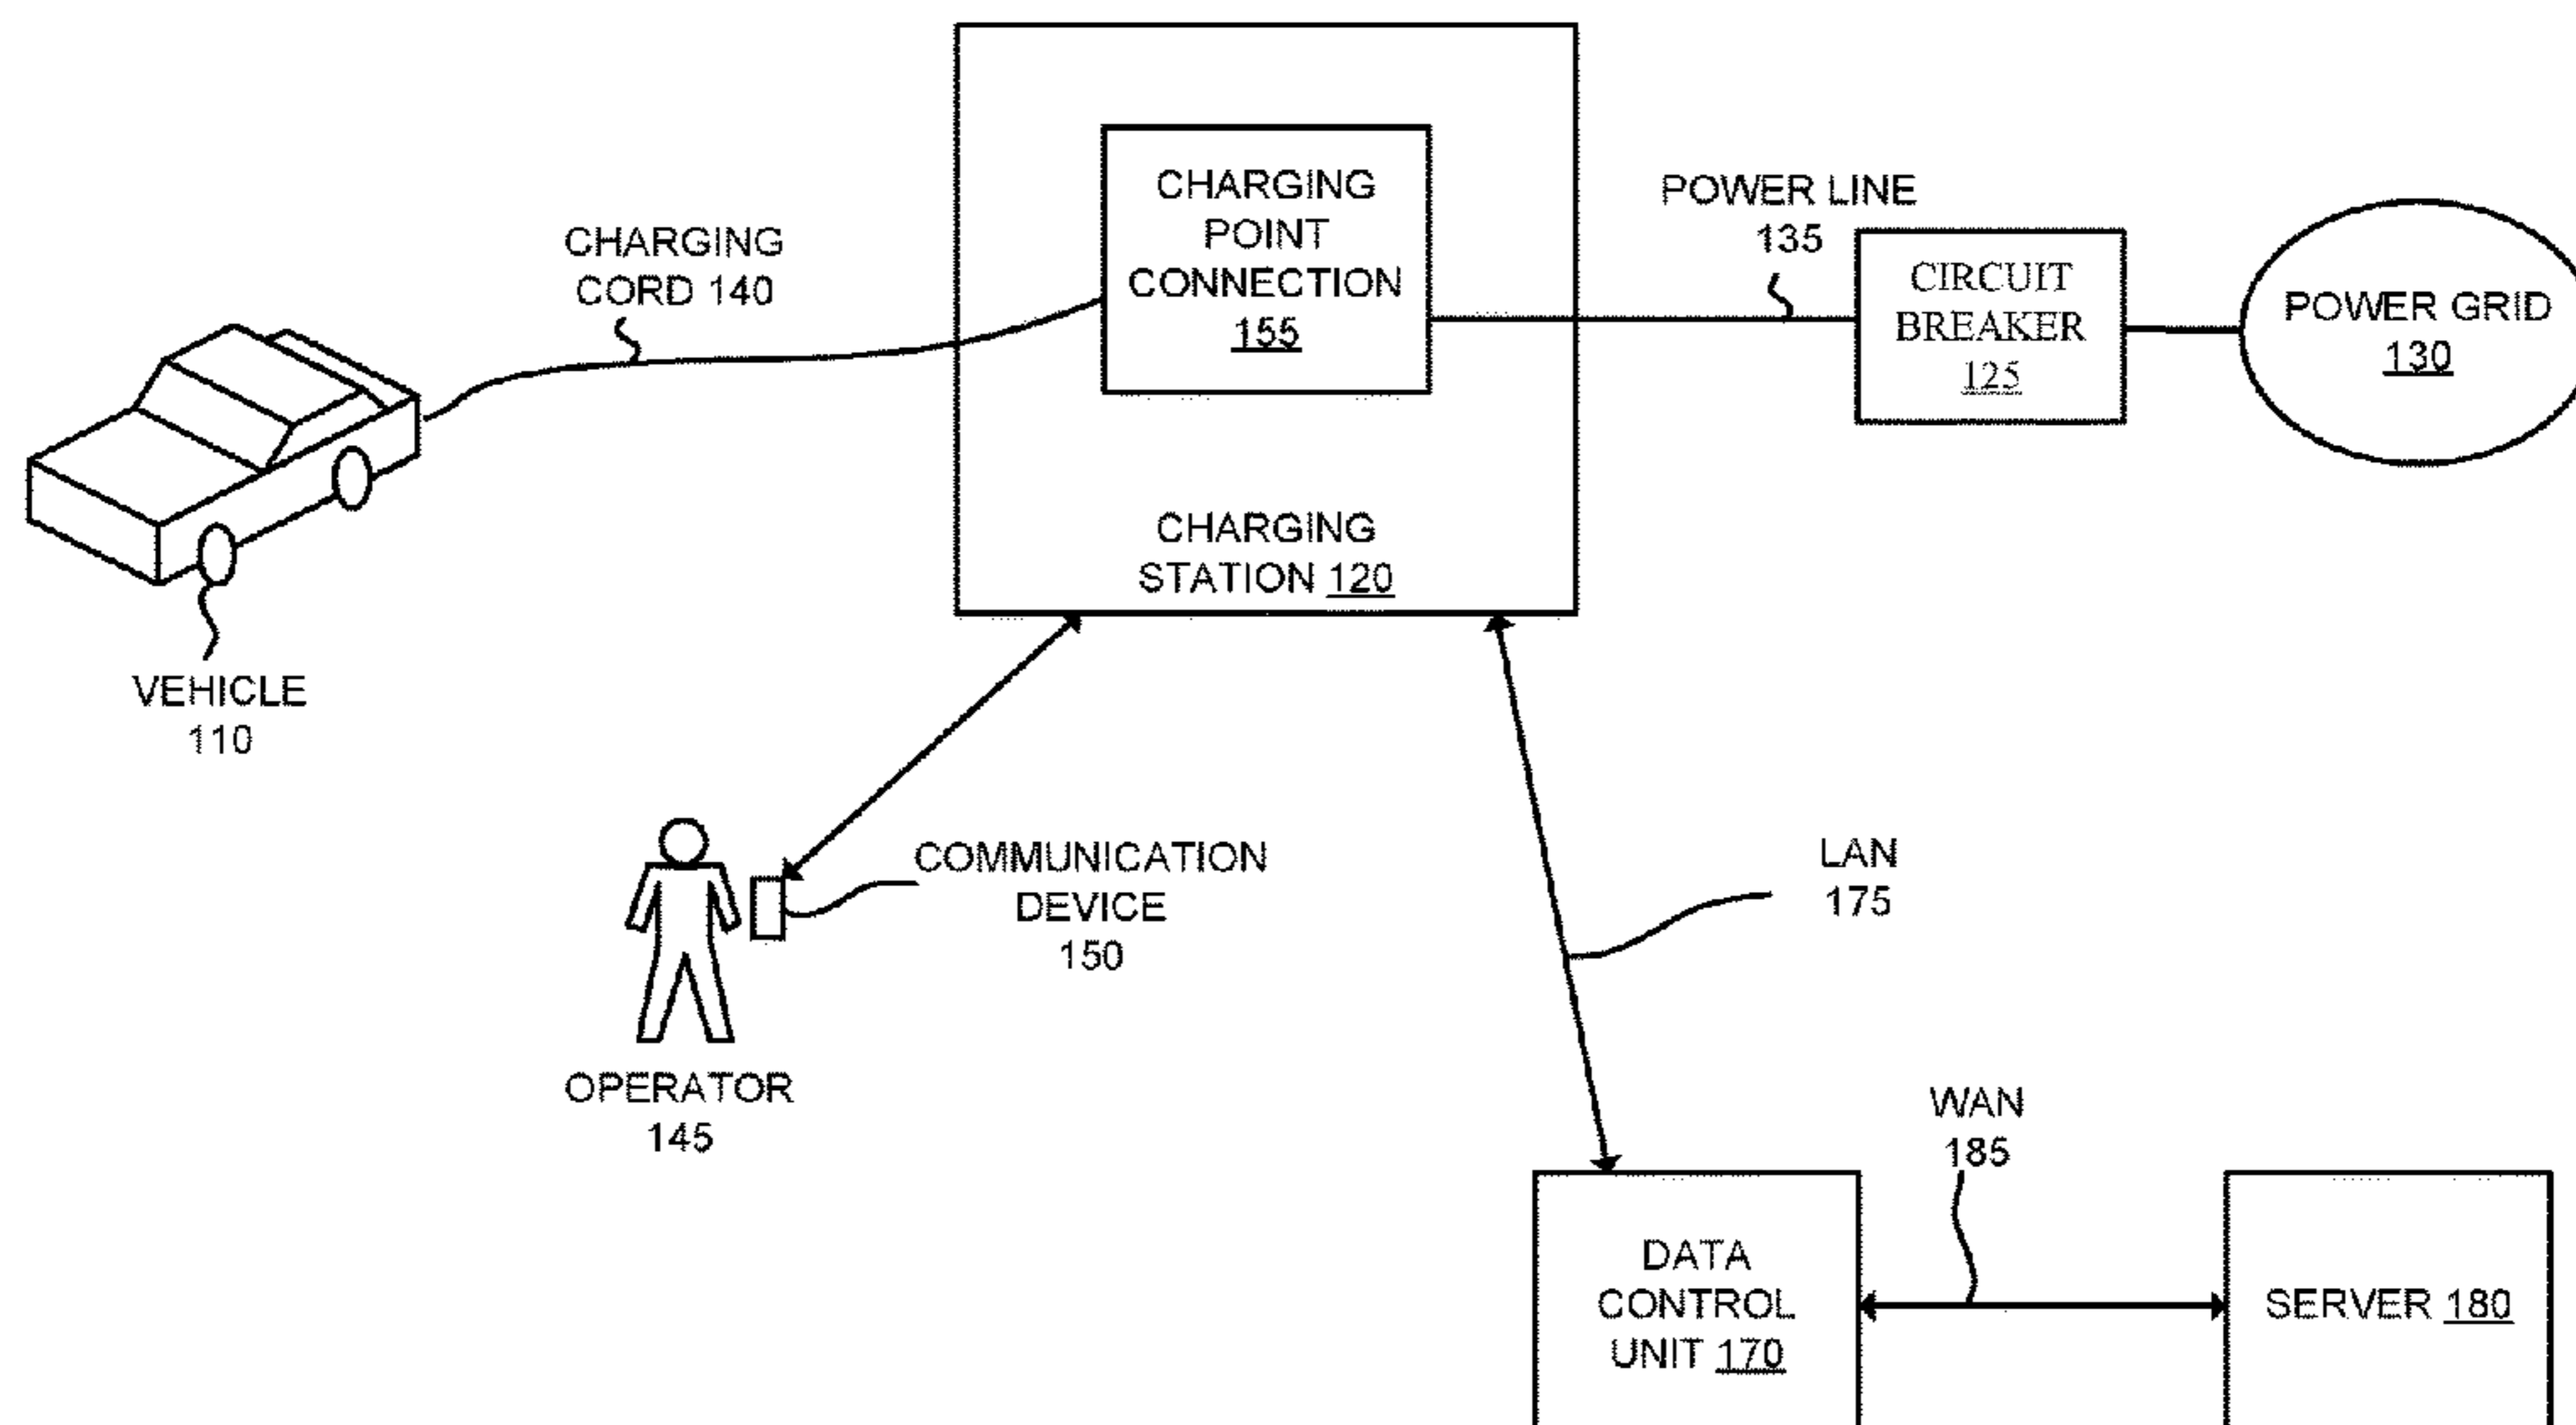 CHARGING
POINT
CONNECTION
155
CHARGING
STATION 120
CHARGING
CORD 140
POWER LINE
135
CIRCUIT
BREAKER
125
POWER GRID
130
VEHICLE
110
COMMUNICATION
DEVICE
150
OPERATOR
145
LAN
175
WAN
185
DATA
CONTROL
UNIT 170
SERVER 180